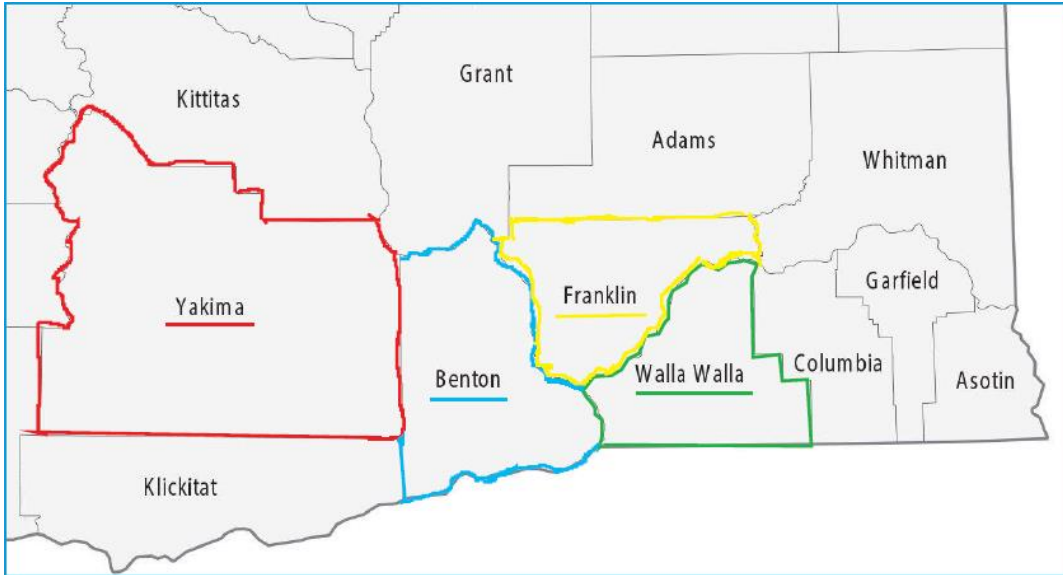 Grant
Kittitas
Adams
Whitman
Garfield
Yakima
Franklin
Columbia
Benton
Walla Walla
Asotin
Klickitat